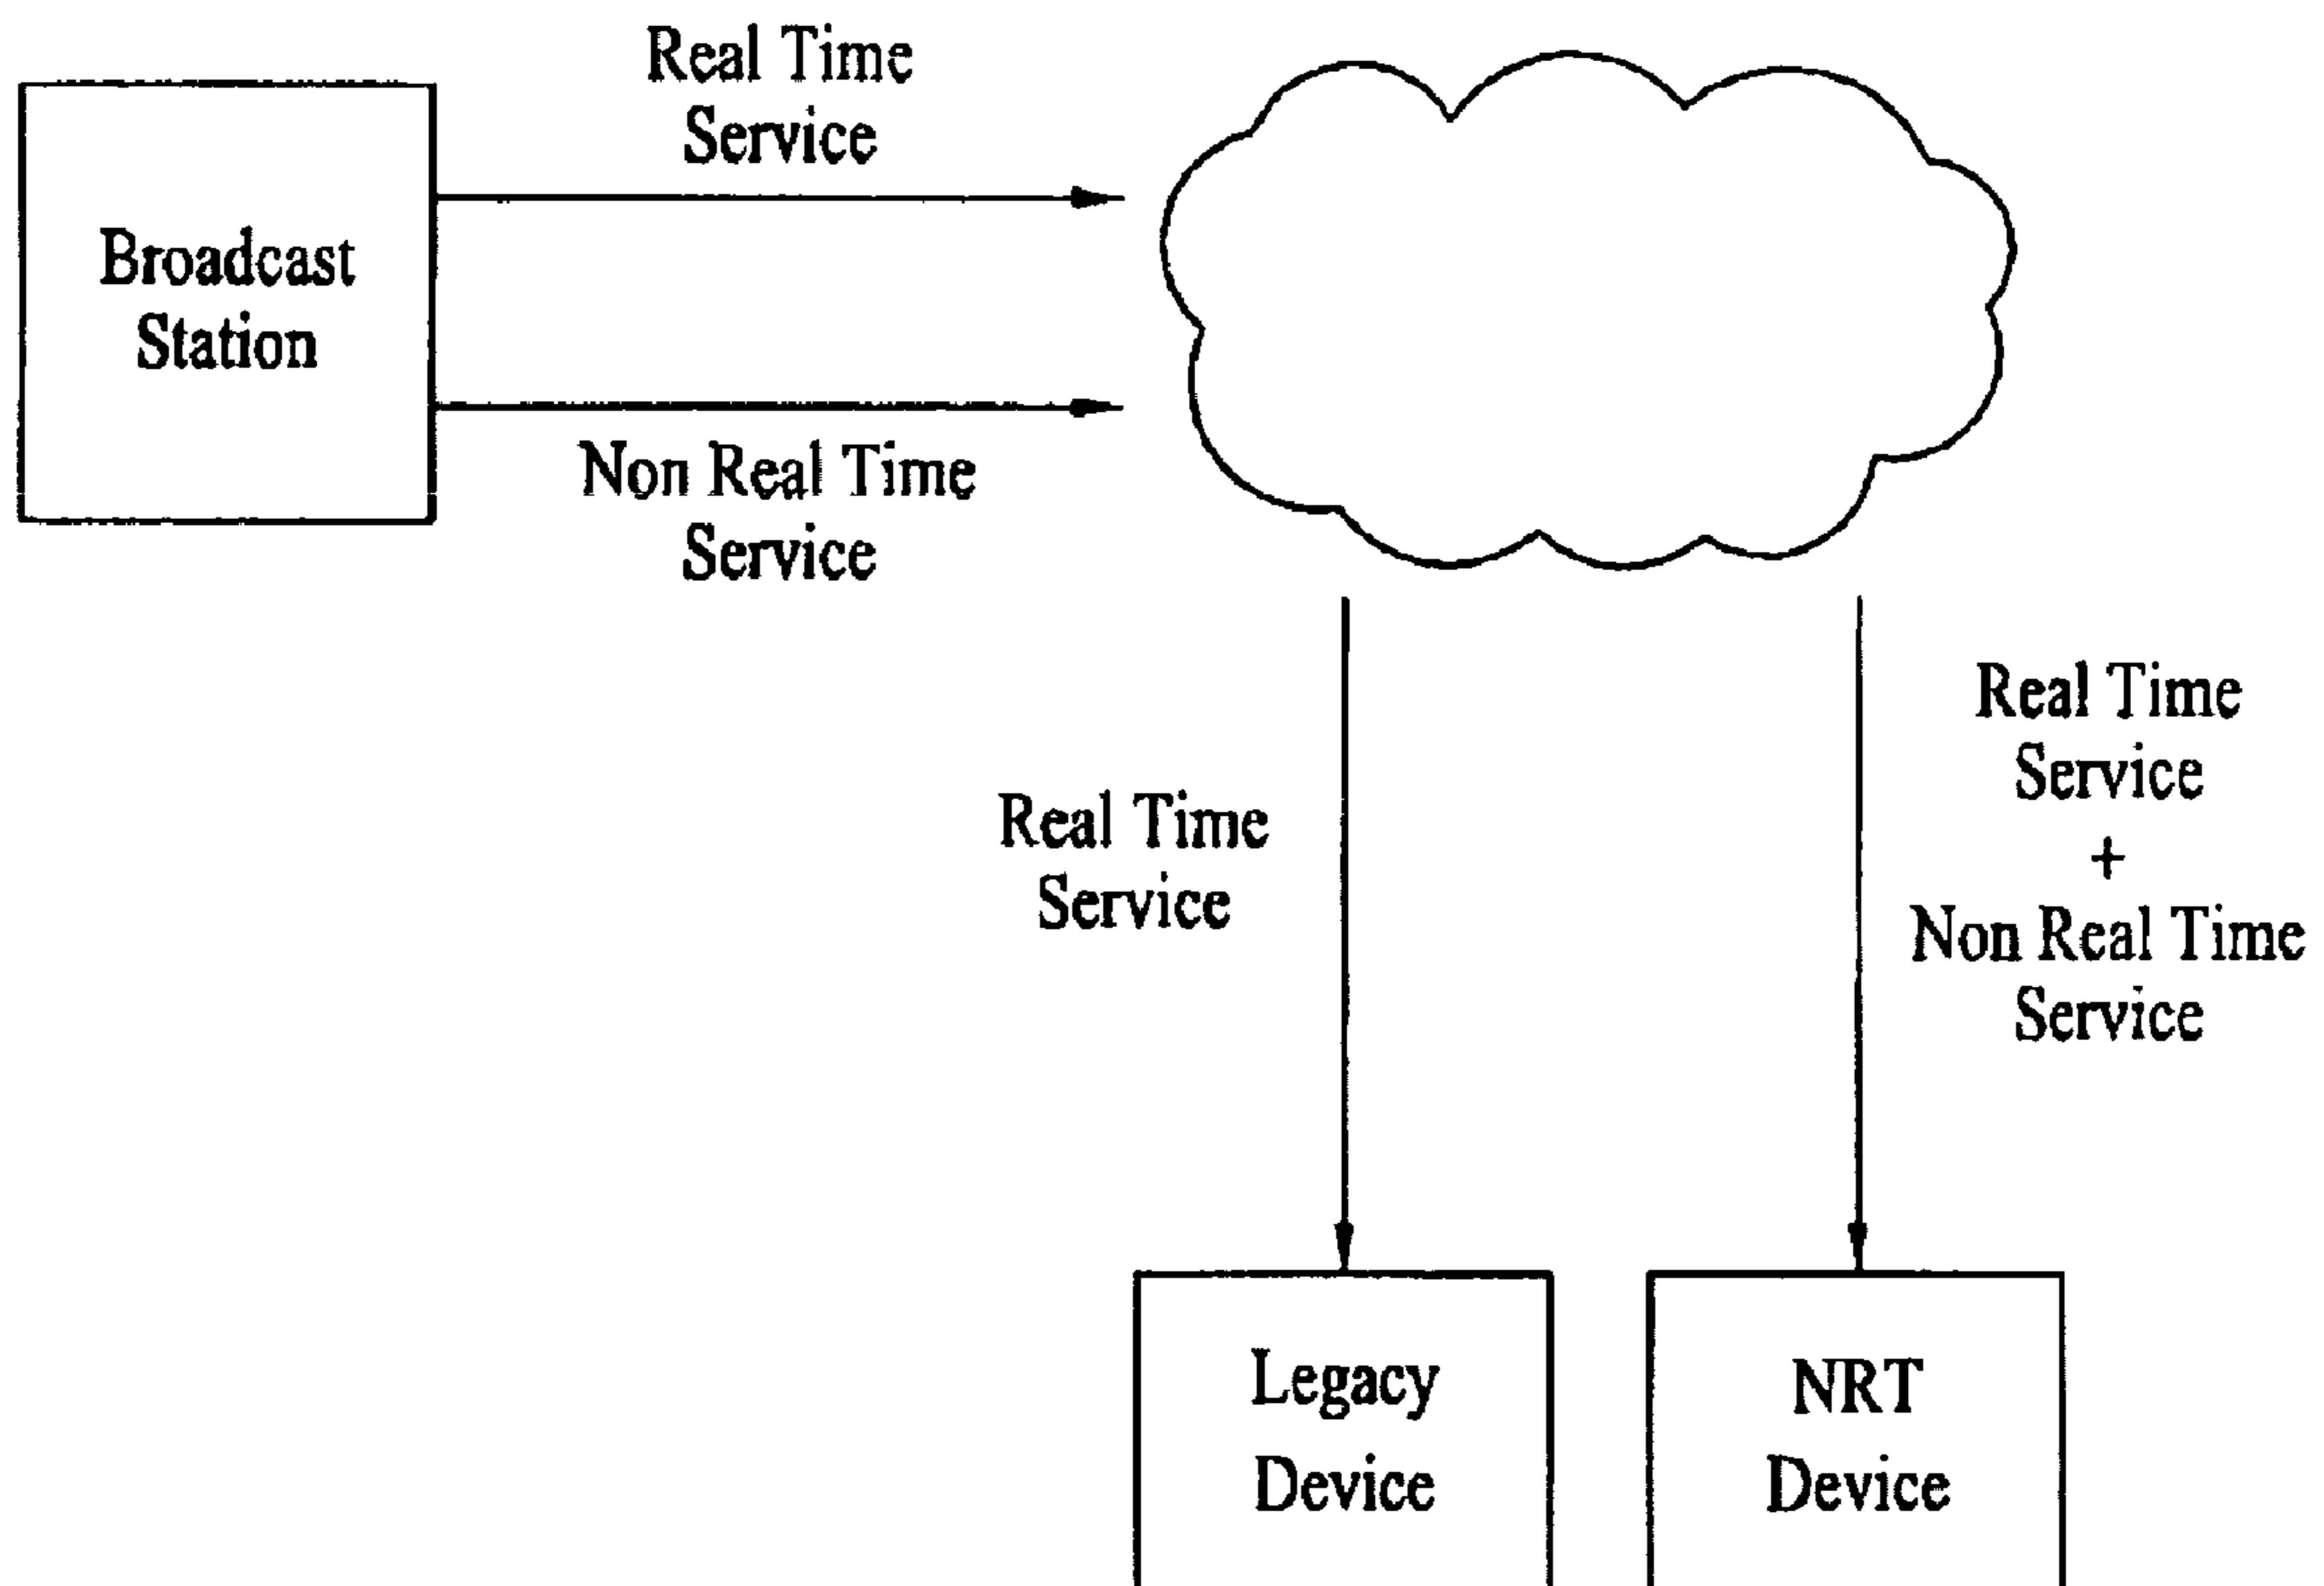 Real Time
Service
Broadcast
Station
Non Real Time
Service
Real Time
Service
Real Time
Service
+
Non Real Time
Service
Legacy
Device
NRT
Device